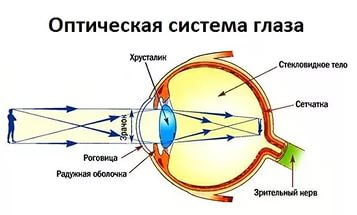 Оптическая система глаза
Хрусталик
Стекловидное тело
Сетчатка
Зрачок
Роговица
Радужная оболочка
Зрительный нерв